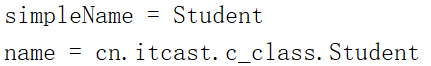 simpleName = Student
name = cn.itcast.c_class.Student